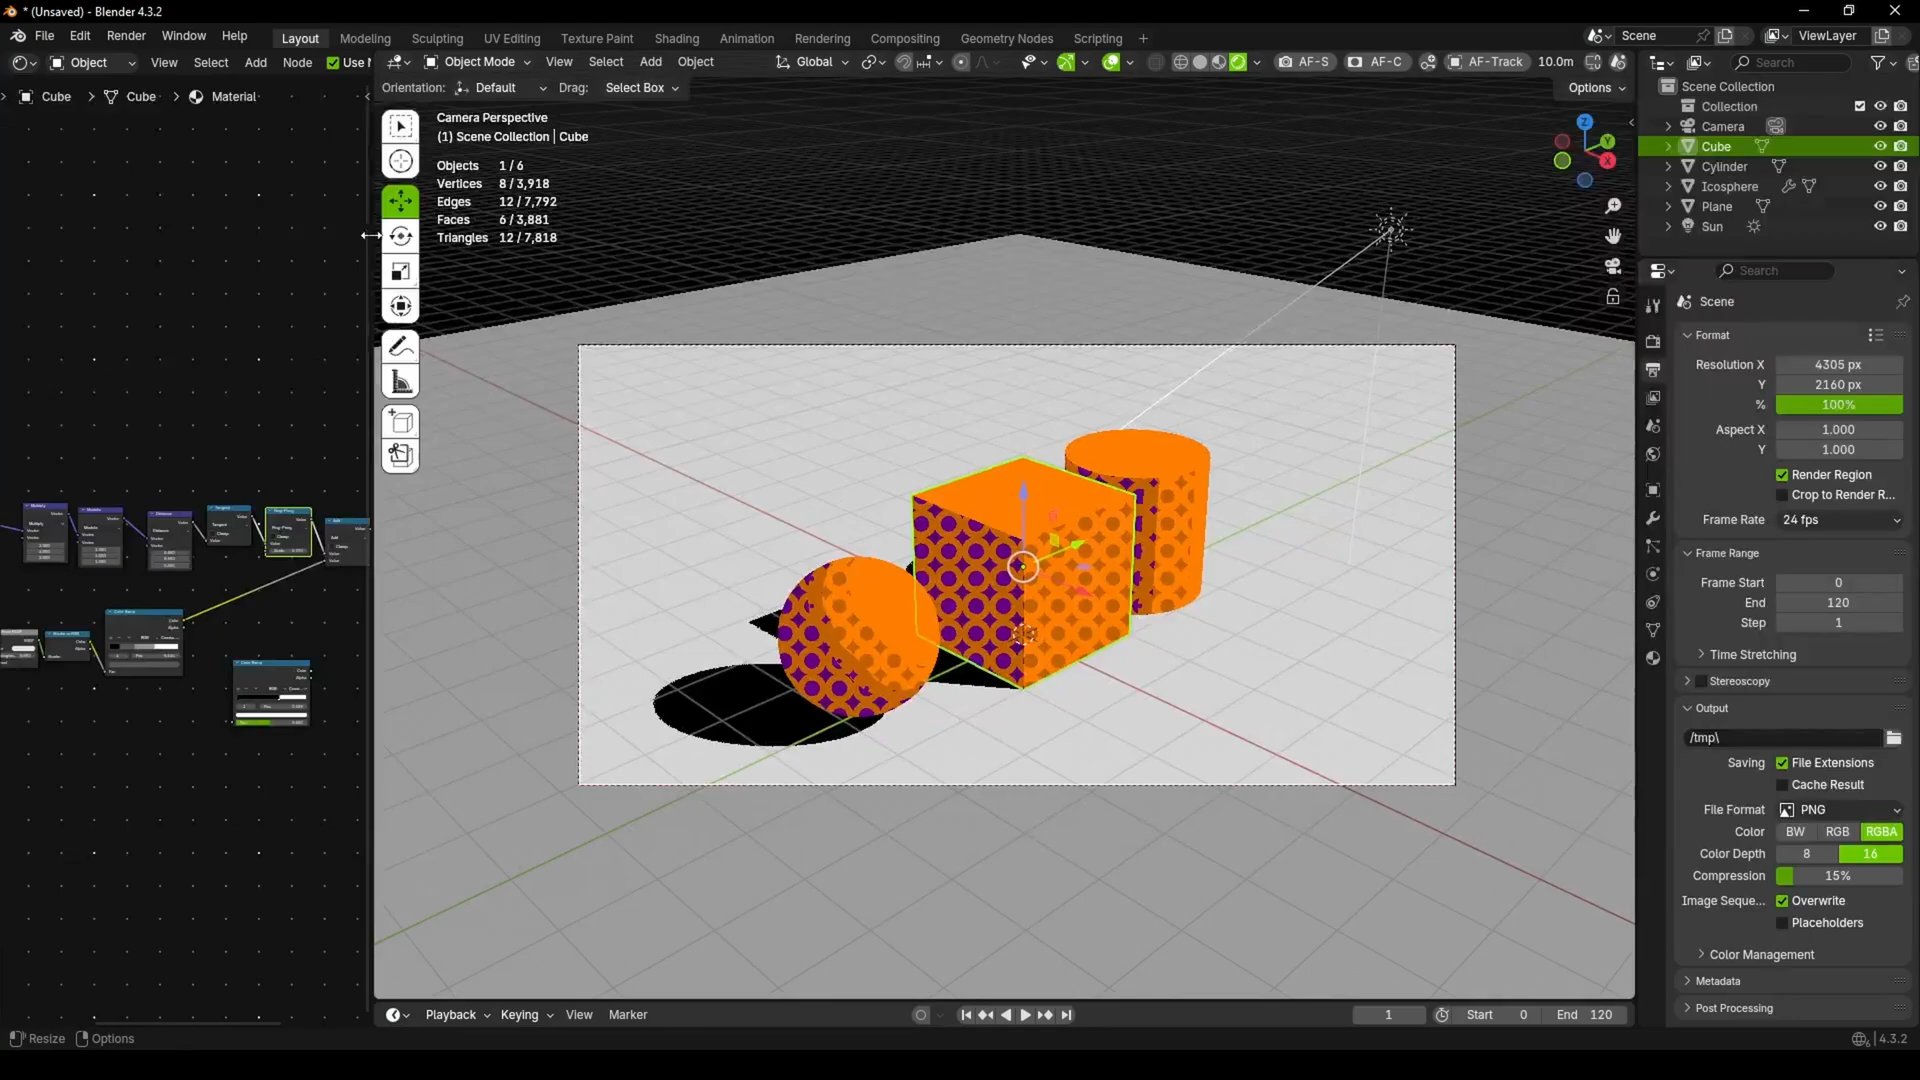 * (Unsaved) - Blender 4.3.2
File Edit Render Window Help
Layout Modeling Sculpting UV Editing Texture Paint Shading Animation Rendering Compositing Geometry Nodes Scripting +
Scene
ViewLayer
Object View Select Add Node Use N
Object Mode View Select Add Object Global AF-S AF-C AF-Track 10.0m
Search
Cube > Cube > Material
Orientation: Default Drag: Select Box Options
Camera Perspective
(1) Scene Collection | Cube
Objects 1 / 6
Vertices 8 / 3,918
Edges 12 / 7,792
Faces 6 / 3,881
Triangles 12 / 7,818
Z
Y
X
Scene Collection
Collection
Camera
Cube
Cylinder
Icosphere
Plane
Sun
Search
Scene
Format
Resolution X 4305 px
Y 2160 px
% 100%
Aspect X 1.000
Y 1.000
Render Region
Crop to Render R...
Frame Rate 24 fps
Frame Range
Frame Start 0
End 120
Step 1
Time Stretching
Stereoscopy
Output
/tmp\
Saving File Extensions
Cache Result
File Format PNG
Color BW RGB RGBA
Color Depth 8 16
Compression 15%
Image Seque... Overwrite
Placeholders
Color Management
Metadata
Post Processing
Playback Keying View Marker
1 Start 0 End 120
Resize Options
4.3.2